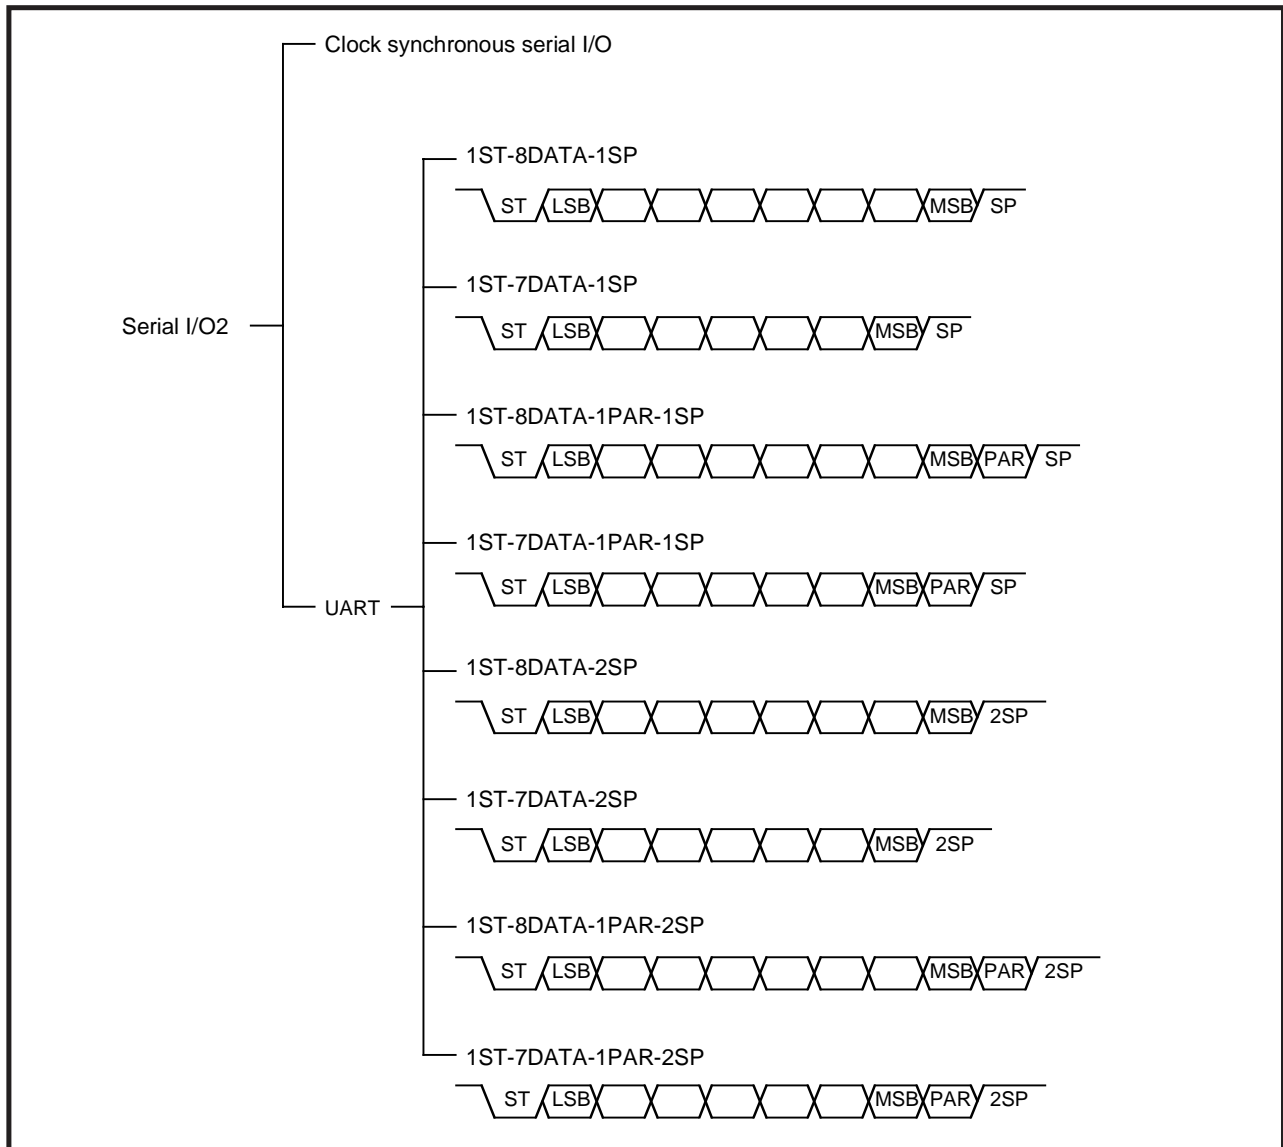 Clock synchronous serial I/O
1ST-8DATA-1SP
ST LSB MSB SP
1ST-7DATA-1SP
ST LSB MSB SP
Serial I/O2
1ST-8DATA-1PAR-1SP
ST LSB MSB PAR SP
1ST-7DATA-1PAR-1SP
ST LSB MSB PAR SP
UART
1ST-8DATA-2SP
ST LSB MSB 2SP
1ST-7DATA-2SP
ST LSB MSB 2SP
1ST-8DATA-1PAR-2SP
ST LSB MSB PAR 2SP
1ST-7DATA-1PAR-2SP
ST LSB MSB PAR 2SP